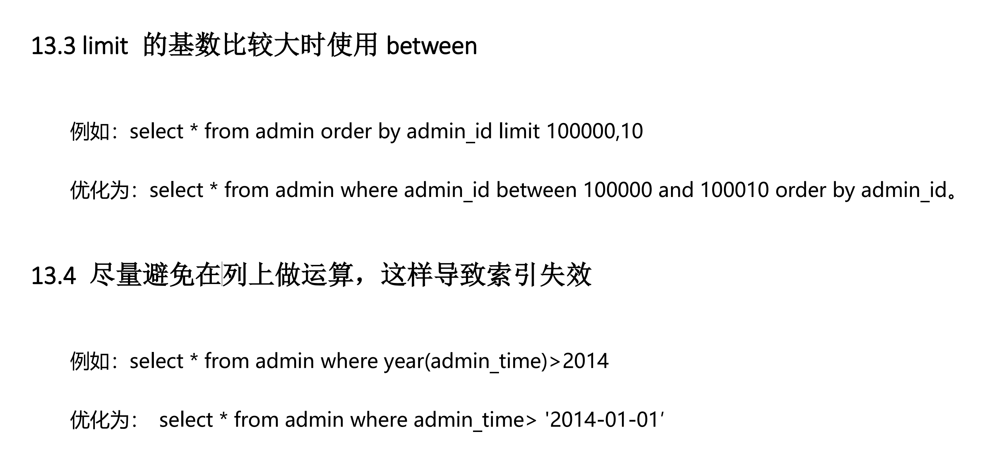 13.3 limit 的基数比较大时使用 between
例如：select * from admin order by admin_id limit 100000,10
优化为：select * from admin where admin_id between 100000 and 100010 order by admin_id。
13.4 尽量避免在列上做运算，这样导致索引失效
例如：select * from admin where year(admin_time)>2014
优化为： select * from admin where admin_time> '2014-01-01′